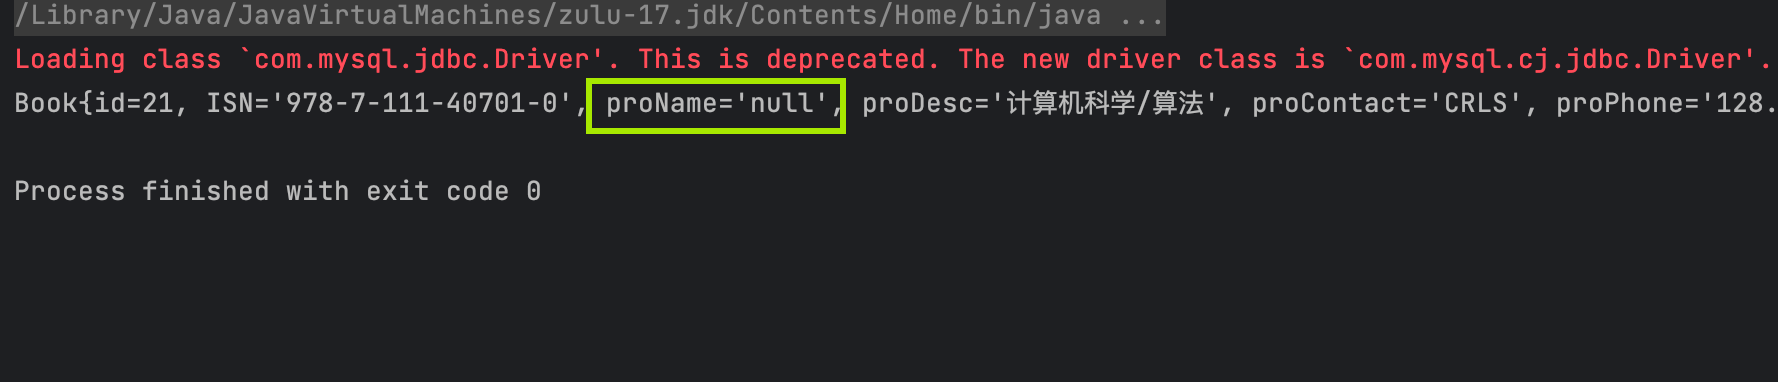 /Library/Java/JavaVirtualMachines/zulu-17.jdk/Contents/Home/bin/java ...
Loading class `com.mysql.jdbc.Driver'. This is deprecated. The new driver class is `com.mysql.cj.jdbc.Driver'.
Book{id=21, ISN='978-7-111-40701-0', proName='null', proDesc='计算机科学/算法', proContact='CRLS', proPhone='128.
Process finished with exit code 0